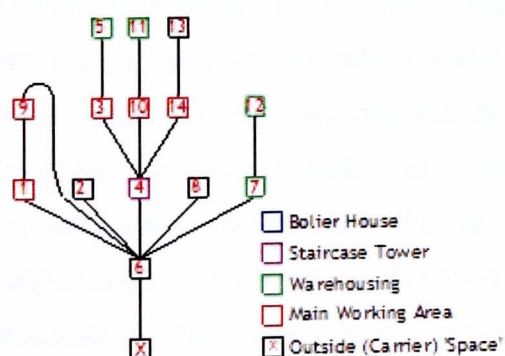 5 11 13
9 3 10 14 12
1 2 4 8 7
6
X
Bolier House
Staircase Tower
Warehousing
Main Working Area
X Outside (Carrier) 'Space'